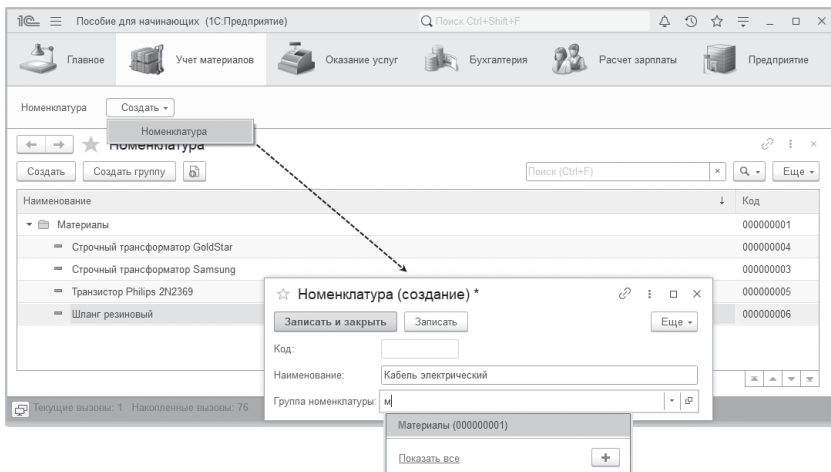 1С Пособие для начинающих (1С:Предприятие) Поиск Ctrl+Shift+F
Главное Учет материалов Оказание услуг Бухгалтерия Расчет зарплаты Предприятие
Номенклатура Создать
Номенклатура
Номенклатура
Создать Создать группу Поиск (Ctrl+F) × Еще
Наименование ↓ Код
Материалы 000000001
Строчный трансформатор GoldStar 000000004
Строчный трансформатор Samsung 000000003
Транзистор Philips 2N2369 000000005
Шланг резиновый 000000006
Номенклатура (создание) *
Записать и закрыть Записать Еще
Код:
Наименование: Кабель электрический
Группа номенклатуры: м
Материалы (000000001)
Показать все +
Текущие вызовы: 1 Накопленные вызовы: 76